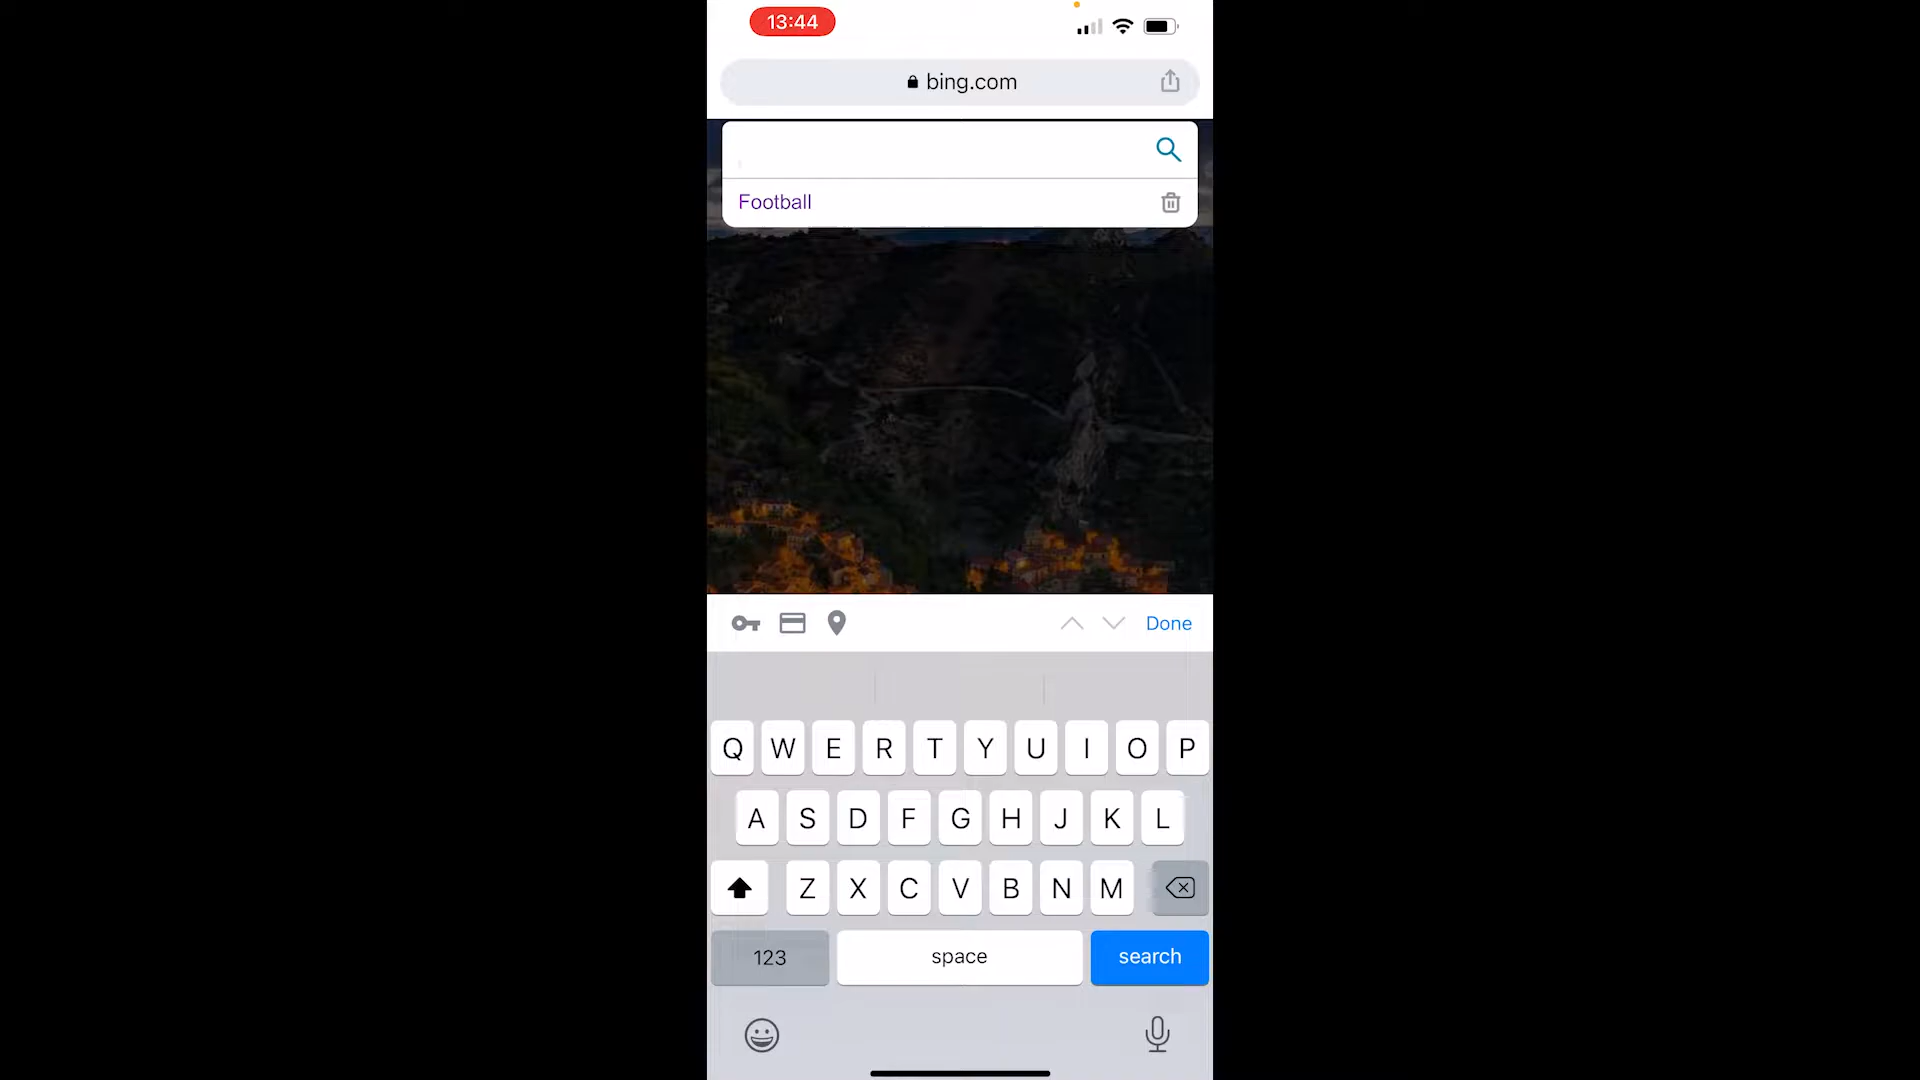 13:44
bing.com
Football
Done
Q W E R T Y U I O P
A S D F G H J K L
Z X C V B N M
123 space search